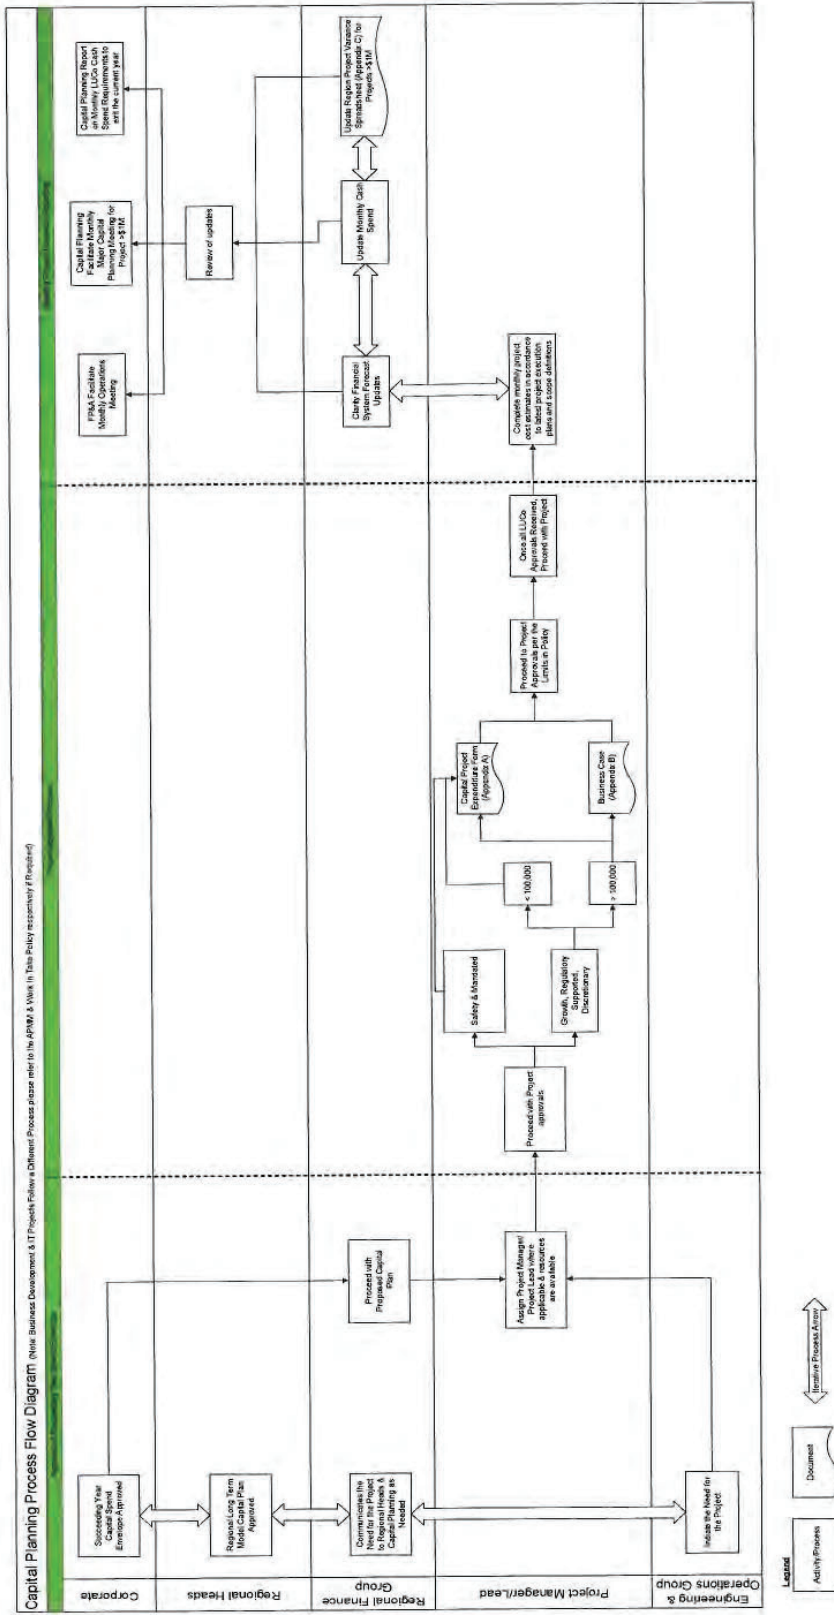 Capital Planning Process Flow Diagram (Note: Business Development & IT Projects Follow a Different Process please refer to the APMM & Work In Take Policy respectively if Required)
Corporate
Succeeding Year
Capital Spend
Envelope Approved
FP&A Facilitate
Monthly Operations
Meeting
Capital Planning
Facilitate Monthly
Major Capital
Planning Meeting for
Project >$1M
Capital Planning Report
on Monthly LUCo Cash
Spend Requirements to
exit the current year
Regional Heads
Regional Long Term
Model Capital Plan
Approved
Review of updates
Regional Finance
Group
Communicates the
Need for the Project
to Regional Heads &
Capital Planning as
Needed
Proceed with
Proposed Capital
Plan
Clarity Financial
System Forecast
Updates
Update Monthly Cash
Spend
Update Region Project Variance
Spreadsheet (Appendix C) for
Projects >$1M
Project Manager/Lead
Assign Project Manager/
Project Lead where
applicable & resources
are available
Proceed with Project
approvals
Safety & Mandated
Growth, Regulatory
Supported,
Discretionary
< 100,000
> 100,000
Capital Project
Expenditure Form
(Appendix A)
Business Case
(Appendix B)
Proceed to Project
Approvals per the
Limits in Policy
Once all LUCo
Approvals Received,
Proceed with Project
Complete monthly project
cost estimates in accordance
to latest project execution
plans and scope definitions
Engineering &
Operations Group
Indicate the Need for
the Project
Legend
Activity/Process
Document
Iterative Process Arrow